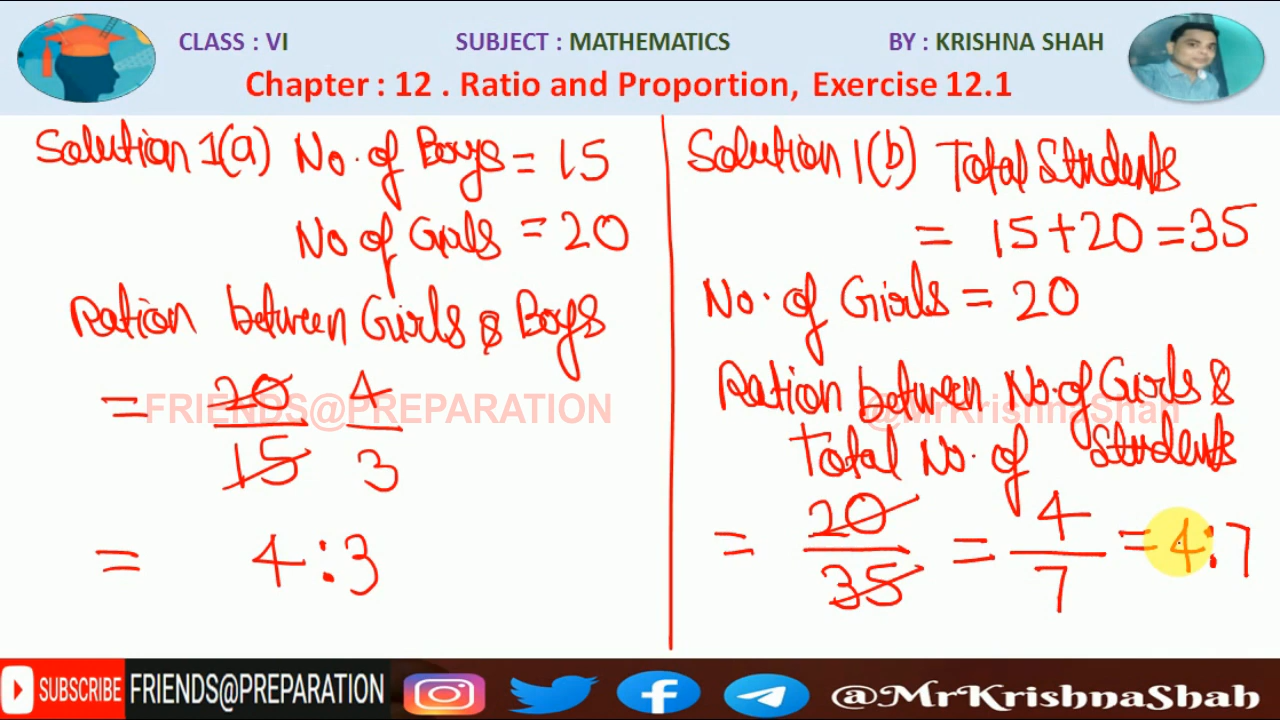 CLASS : VI
SUBJECT : MATHEMATICS
BY : KRISHNA SHAH
Chapter : 12 . Ratio and Proportion, Exercise 12.1
Solution 1(a) No. of Boys = 15
No of Girls = 20
Ration between Girls & Boys
= 20/15 4/3
= 4:3
Solution 1(b) Total Students
= 15+20=35
No. of Girls = 20
Ration between No. of Girls &
Total No. of Students
= 20/35 = 4/7 = 4:7
FRIENDS@PREPARATION
@MrKrishnaShah
SUBSCRIBE FRIENDS@PREPARATION
@MrKrishnaShah